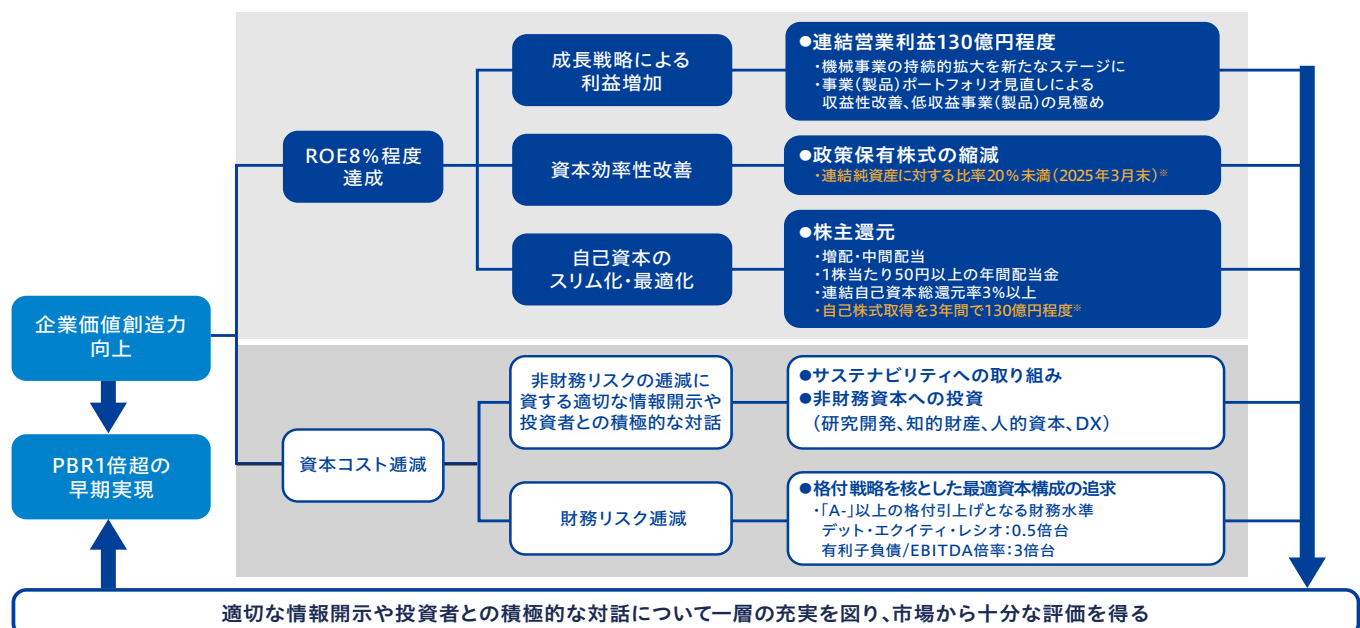 企業価値創造力
向上
PBR1倍超の
早期実現
ROE8%程度
達成
成長戦略による
利益増加
●連結営業利益130億円程度
・機械事業の持続的拡大を新たなステージに
・事業(製品)ポートフォリオ見直しによる
収益性改善、低収益事業(製品)の見極め
資本効率性改善
●政策保有株式の縮減
・連結純資産に対する比率20%未満(2025年3月末)※
自己資本の
スリム化・最適化
●株主還元
・増配・中間配当
・1株当たり50円以上の年間配当金
・連結自己資本総還元率3%以上
・自己株式取得を3年間で130億円程度※
資本コスト逓減
非財務リスクの逓減に
資する適切な情報開示や
投資者との積極的な対話
●サステナビリティへの取り組み
●非財務資本への投資
(研究開発、知的財産、人的資本、DX)
財務リスク逓減
●格付戦略を核とした最適資本構成の追求
・「A-」以上の格付引上げとなる財務水準
デット・エクイティ・レシオ:0.5倍台
有利子負債/EBITDA倍率:3倍台
適切な情報開示や投資者との積極的な対話について一層の充実を図り、市場から十分な評価を得る